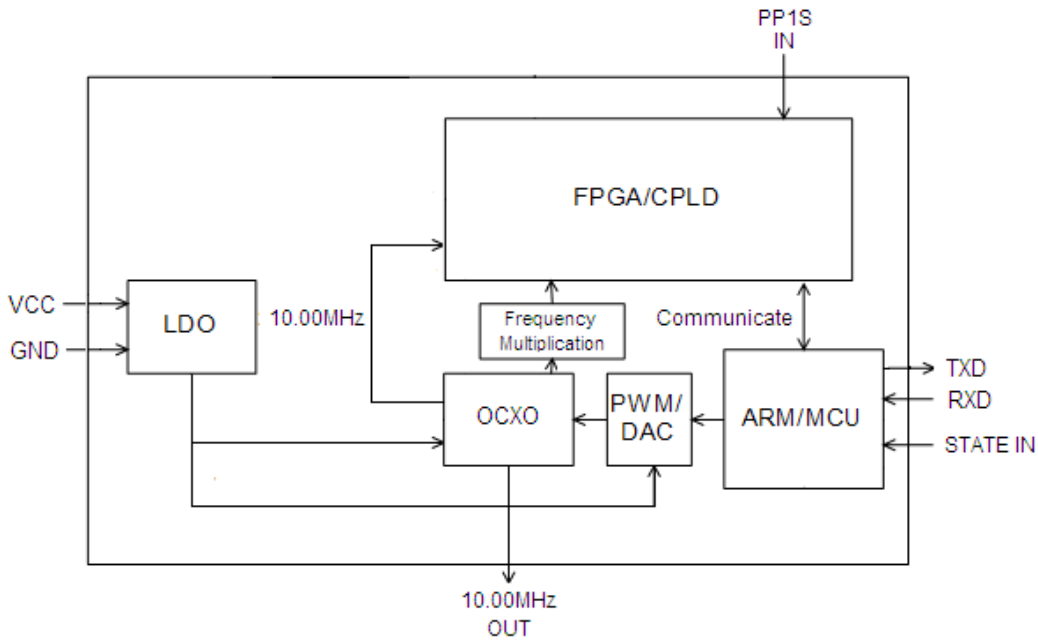 PP1S
IN
FPGA/CPLD
VCC
GND
LDO
10.00MHz
Frequency
Multiplication
Communicate
OCXO
PWM/
DAC
ARM/MCU
TXD
RXD
STATE IN
10.00MHz
OUT